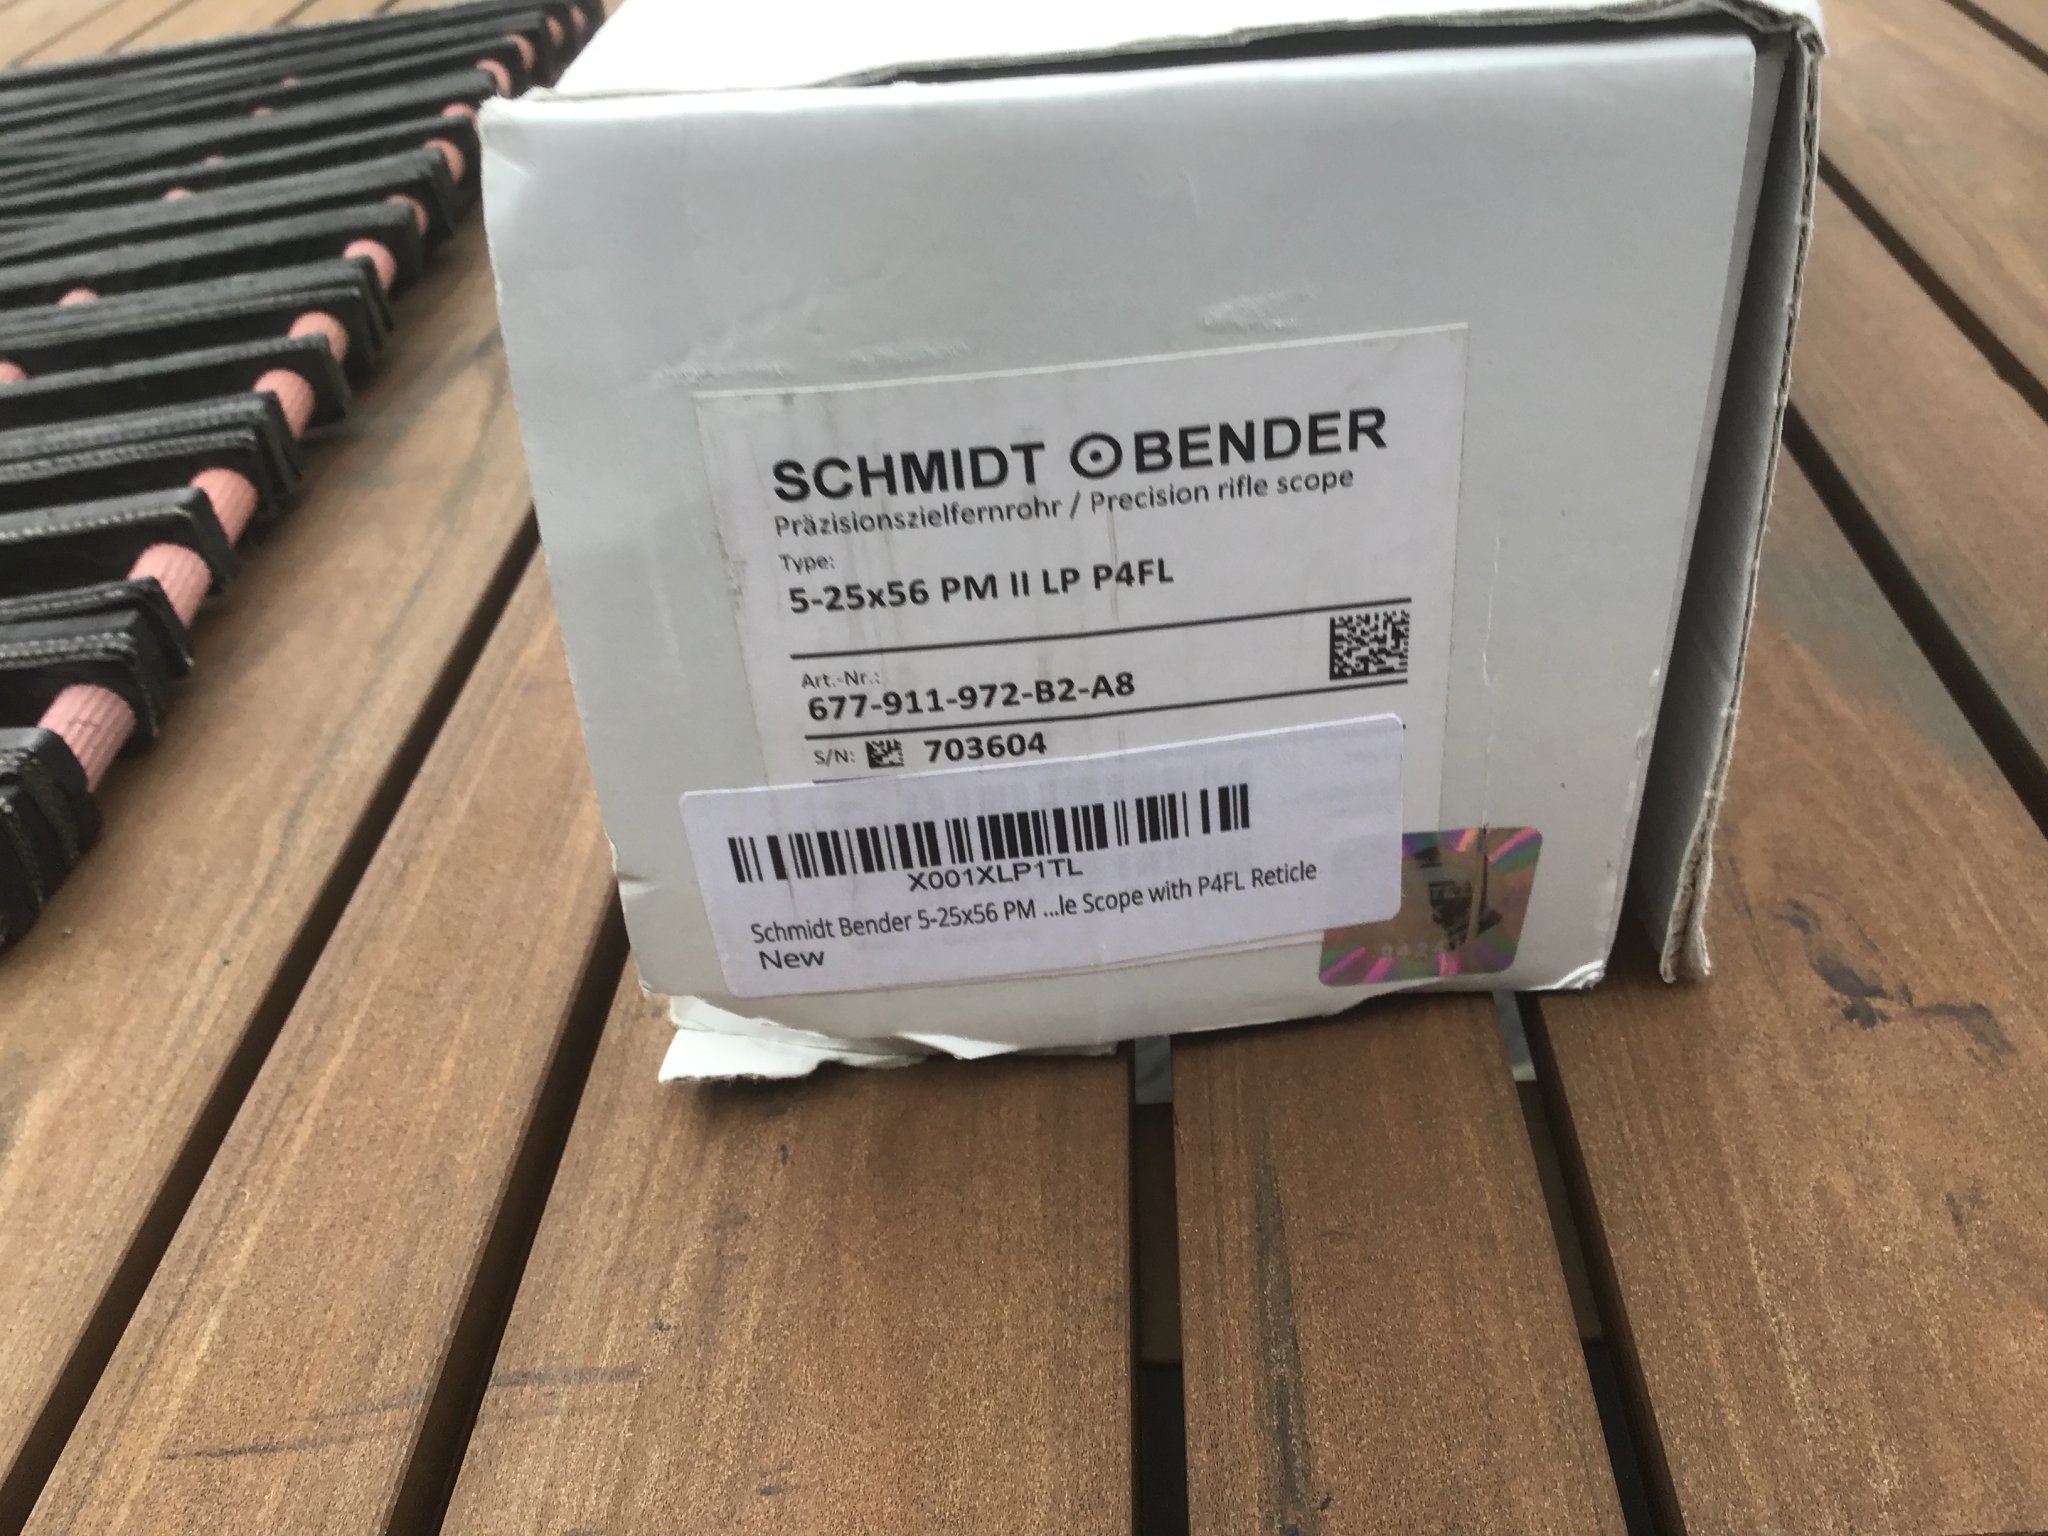 SCHMIDT BENDER
Präzisionszielfernrohr / Precision rifle scope
Type:
5-25x56 PM II LP P4FL
Art.-Nr.:
677-911-972-B2-A8
S/N: 703604
X001XLP1TL
Schmidt Bender 5-25x56 PM ...le Scope with P4FL Reticle
New